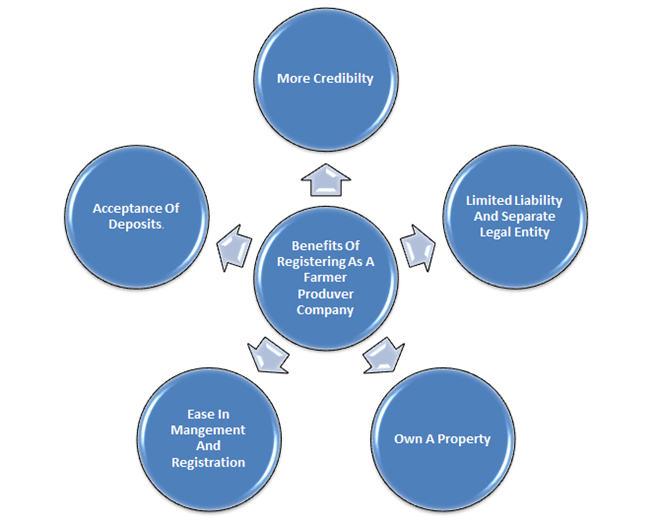 More Credibilty
Acceptance Of
Deposits.
Limited Liability
And Separate
Legal Entity
Benefits Of
Registering As A
Farmer
Produver
Company
Ease In
Mangement
And
Registration
Own A Property